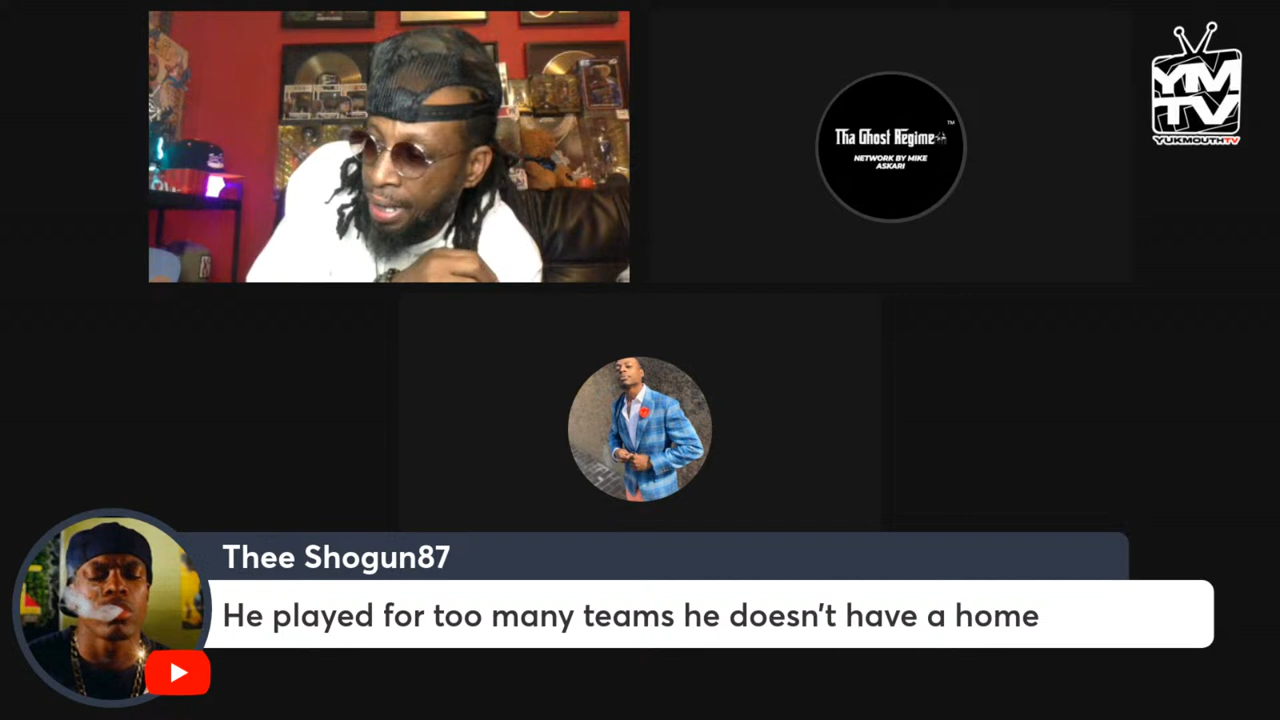 YM
TV
YUKMOUTHTV
Tha Ghost Regime
TM
NETWORK BY MIKE
ASKARI
Thee Shogun87
He played for too many teams he doesn't have a home